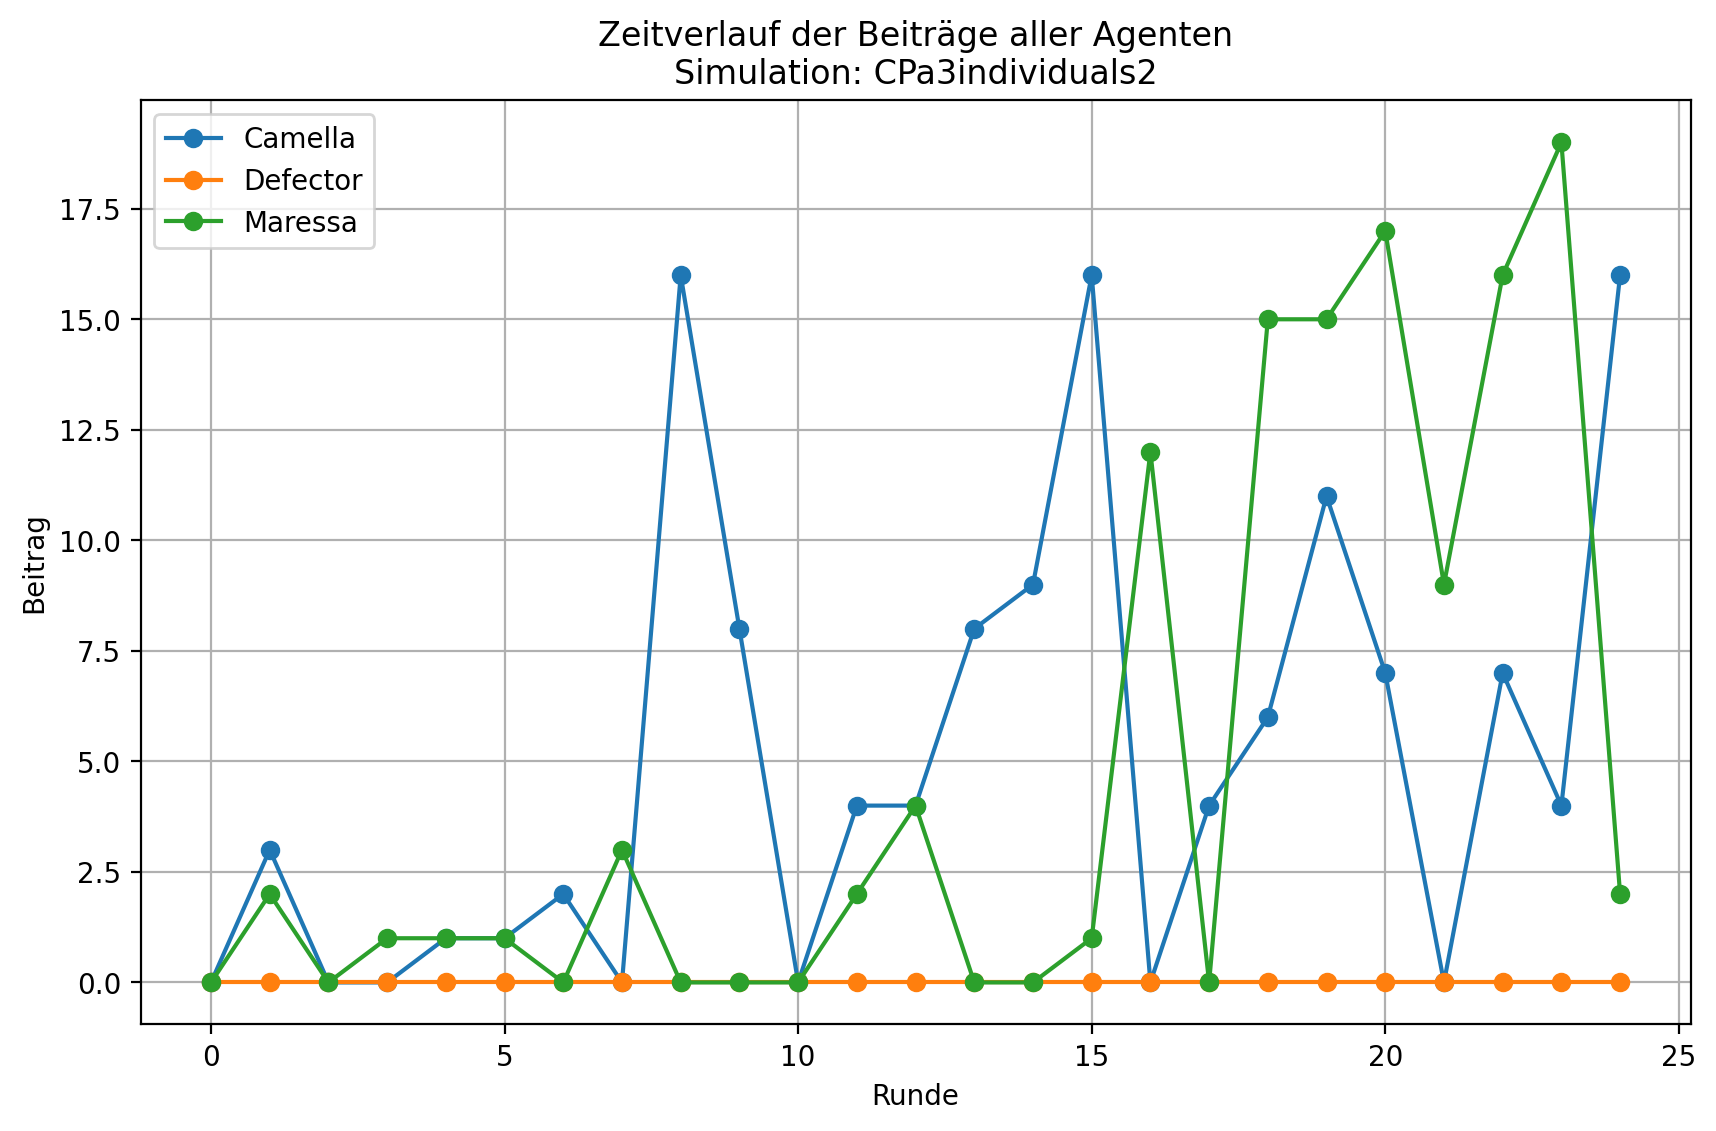 Zeitverlauf der Beiträge aller Agenten
Simulation: CPa3individuals2
Camella
Defector
Maressa
17.5
15.0
12.5
10.0
7.5
5.0
2.5
0.0
Beitrag
0 5 10 15 20 25
Runde